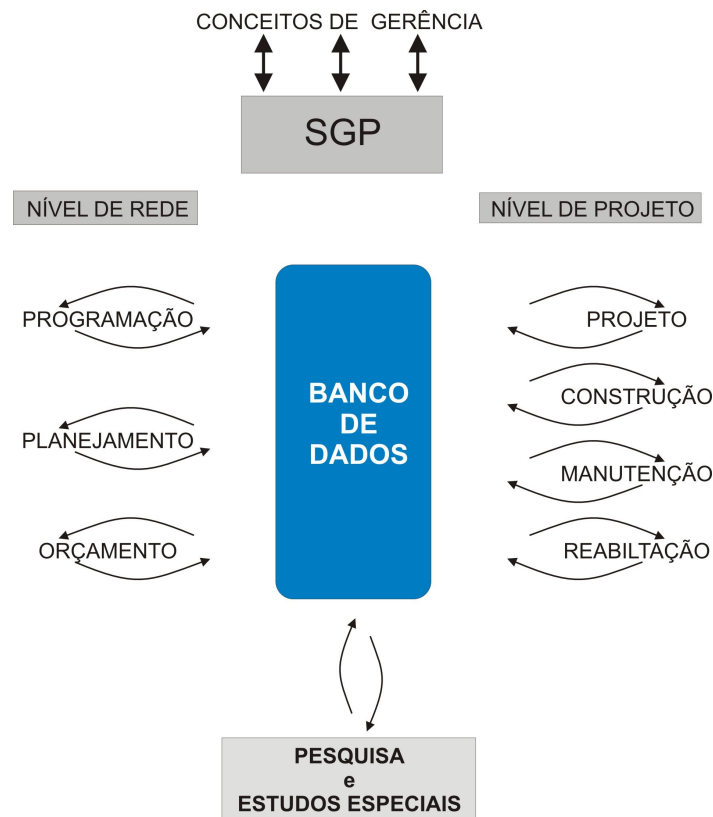 CONCEITOS DE GERÊNCIA
SGP
NÍVEL DE REDE
NÍVEL DE PROJETO
PROGRAMAÇÃO
PLANEJAMENTO
ORÇAMENTO
BANCO
DE
DADOS
PROJETO
CONSTRUÇÃO
MANUTENÇÃO
REABILTAÇÃO
PESQUISA
e
ESTUDOS ESPECIAIS